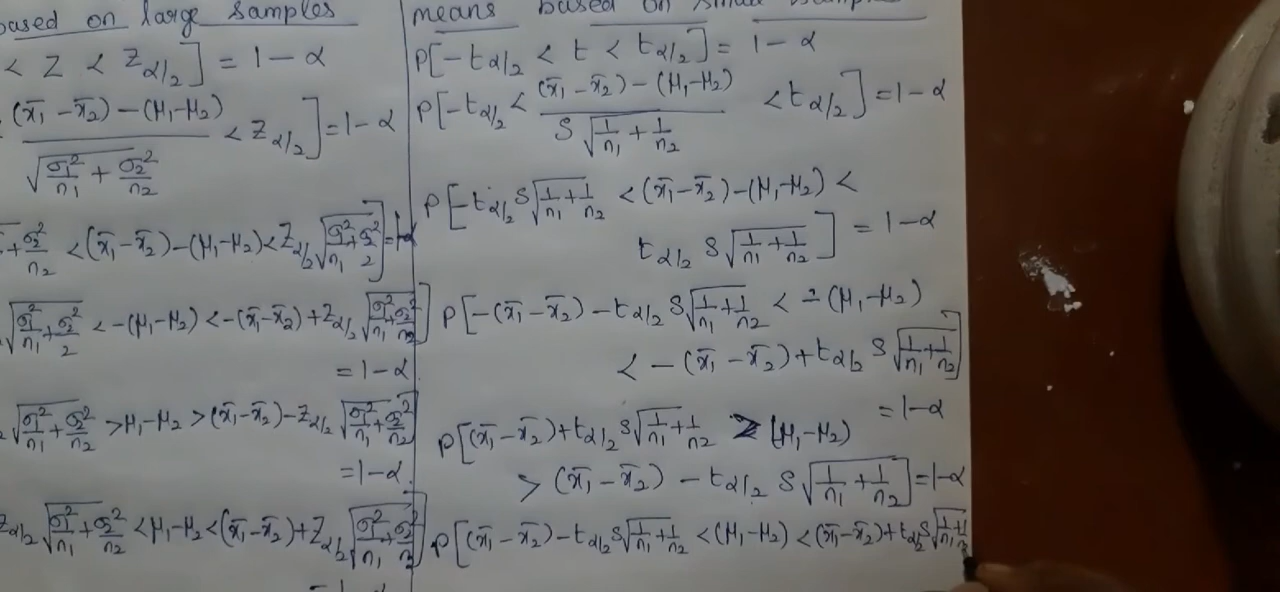 based on large samples
< Z < Z_{α/2}] = 1 − α
(x̄₁ − x̄₂) − (μ₁−μ₂) / √(σ₁²/n₁ + σ₂²/n₂) < Z_{α/2}] = 1 − α
+ σ₂²/n₂ < (x̄₁ − x̄₂) − (μ₁−μ₂) < Z_{α/2} √(σ₁²/n₁ + σ₂²/2)] = 1-α
√(σ₁²/n₁ + σ₂²/2) < −(μ₁−μ₂) < −(x̄₁−x̄₂) + Z_{α/2} √(σ₁²/n₁ + σ₂²/n₂)]
= 1 − α
√(σ₁²/n₁ + σ₂²/n₂) > μ₁−μ₂ > (x̄₁−x̄₂) − Z_{α/2} √(σ₁²/n₁ + σ₂²/n₂)]
= 1 − α
Z_{α/2} √(σ₁²/n₁ + σ₂²/n₂) < μ₁−μ₂ < (x̄₁−x̄₂) + Z_{α/2} √(σ₁²/n₁ + σ₂²/n₂)]
= 1 − α
means based on small
P[−t_{α/2} < t < t_{α/2}] = 1 − α
P[−t_{α/2} < (x̄₁ − x̄₂) − (μ₁−μ₂) / S √(1/n₁ + 1/n₂) < t_{α/2}] = 1 − α
P[−t_{α/2} S √(1/n₁ + 1/n₂) < (x̄₁ − x̄₂) − (μ₁−μ₂) <
t_{α/2} S √(1/n₁ + 1/n₂)] = 1 − α
P[−(x̄₁ − x̄₂) − t_{α/2} S √(1/n₁ + 1/n₂) < − (μ₁−μ₂)
< − (x̄₁ − x̄₂) + t_{α/2} S √(1/n₁ + 1/n₂)]
= 1 − α
P[(x̄₁ − x̄₂) + t_{α/2} S √(1/n₁ + 1/n₂) > (μ₁−μ₂)
> (x̄₁ − x̄₂) − t_{α/2} S √(1/n₁ + 1/n₂)] = 1 − α
P[(x̄₁ − x̄₂) − t_{α/2} S √(1/n₁ + 1/n₂) < (μ₁−μ₂) < (x̄₁−x̄₂) + t_{α/2} S √(1/n₁ + 1/n₂)